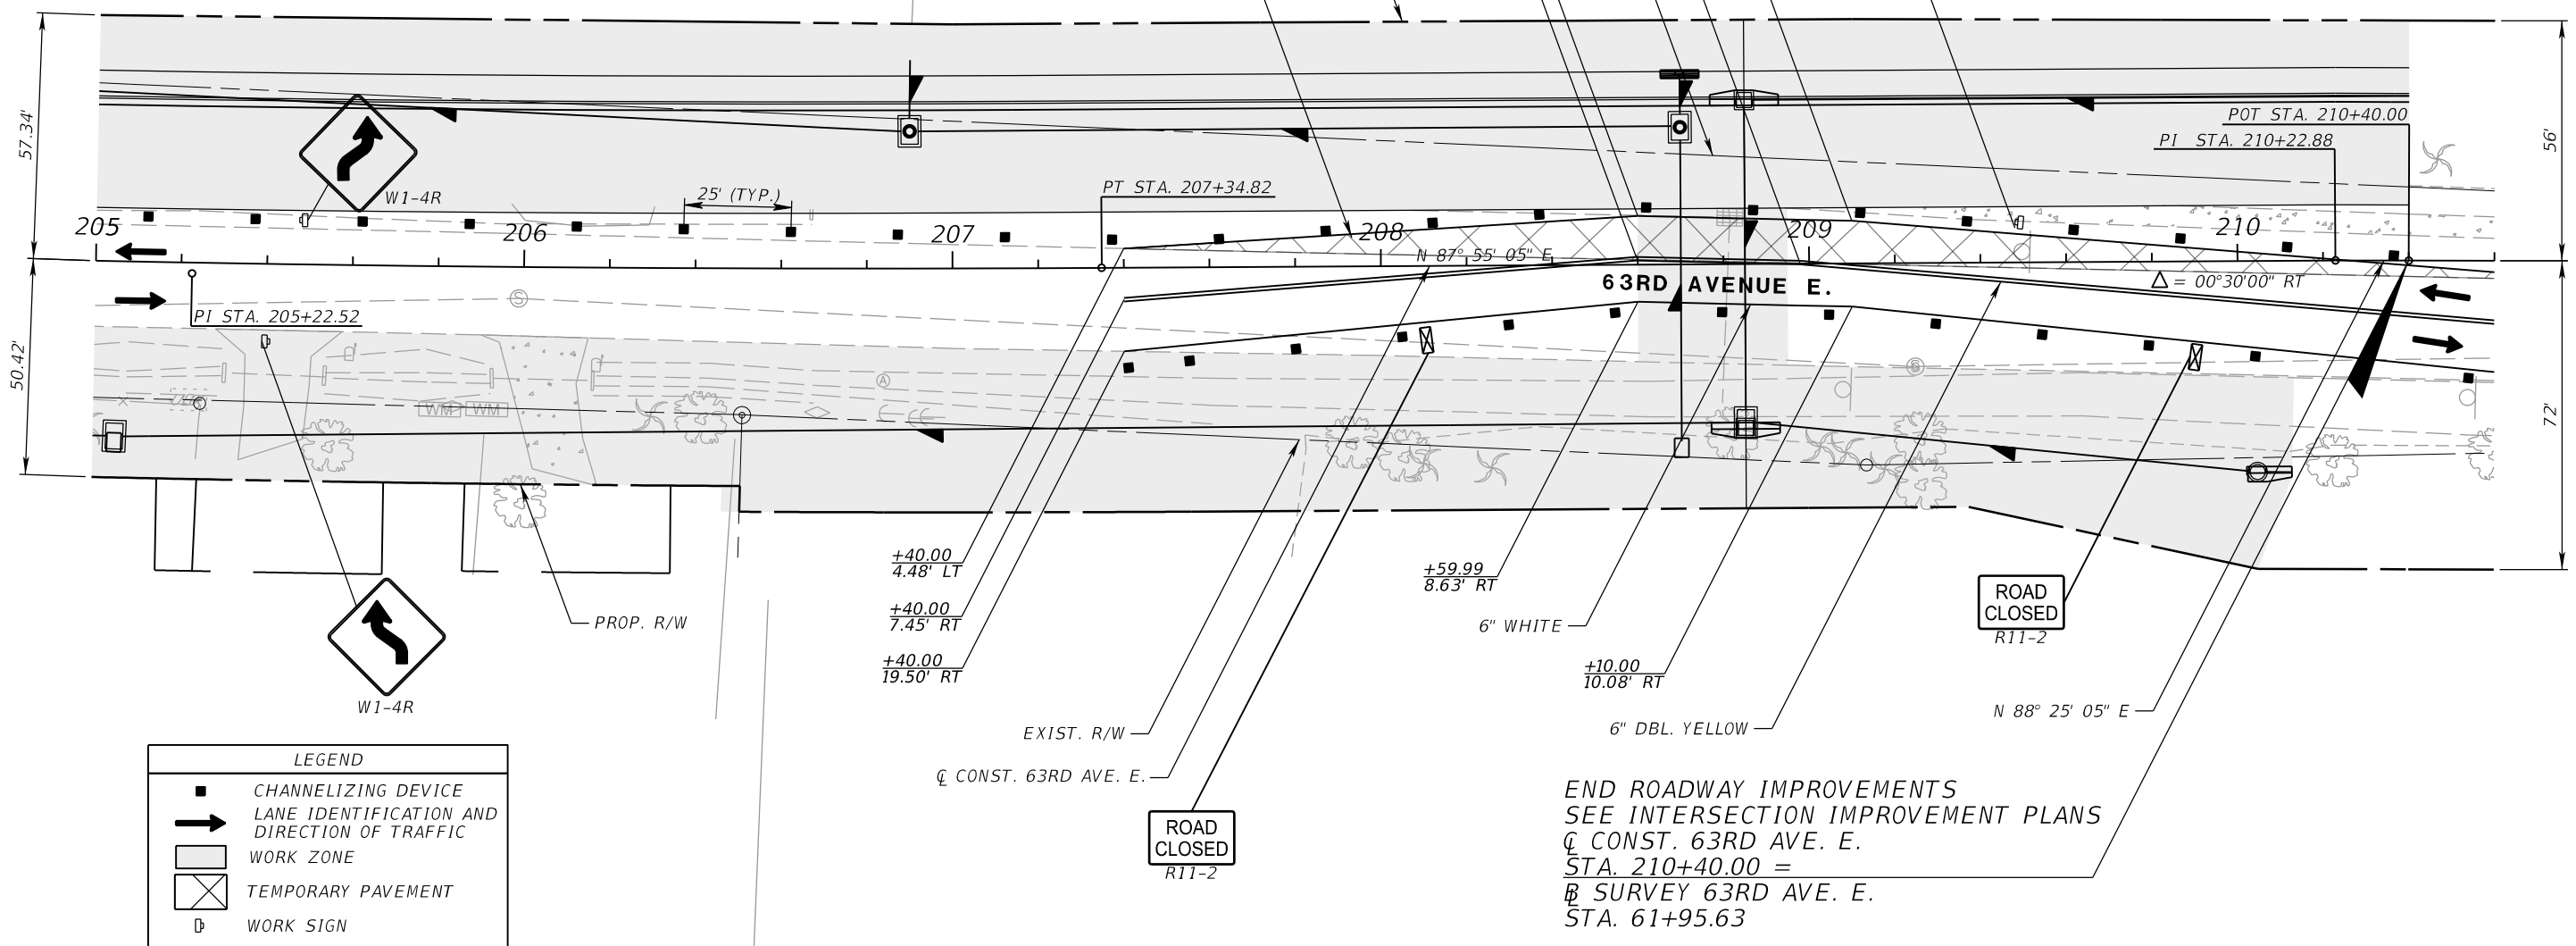 57.34'
50.42'
56'
72'
W1-4R
25' (TYP.)
PT STA. 207+34.82
POT STA. 210+40.00
PI STA. 210+22.88
205
206
207
208
209
210
N 87° 55' 05" E
63RD AVENUE E.
△ = 00°30'00" RT
PI STA. 205+22.52
S
S
A
WM
WM
+40.00
4.48' LT
+40.00
7.45' RT
+40.00
19.50' RT
+59.99
8.63' RT
6" WHITE
+10.00
10.08' RT
6" DBL. YELLOW
ROAD
CLOSED
R11-2
N 88° 25' 05" E
PROP. R/W
W1-4R
EXIST. R/W
℄ CONST. 63RD AVE. E.
ROAD
CLOSED
R11-2
END ROADWAY IMPROVEMENTS
SEE INTERSECTION IMPROVEMENT PLANS
℄ CONST. 63RD AVE. E.
STA. 210+40.00 =
BL SURVEY 63RD AVE. E.
STA. 61+95.63
LEGEND
CHANNELIZING DEVICE
LANE IDENTIFICATION AND
DIRECTION OF TRAFFIC
WORK ZONE
TEMPORARY PAVEMENT
WORK SIGN